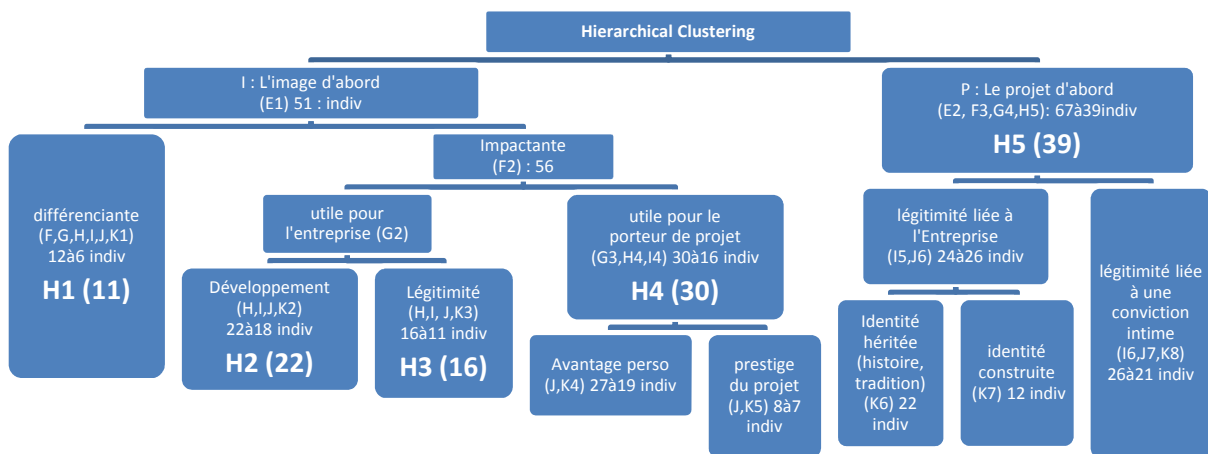 Hierarchical Clustering
I : L'image d'abord
(E1) 51 : indiv
P : Le projet d'abord
(E2, F3,G4,H5): 67à39indiv
H5 (39)
différenciante
(F,G,H,I,J,K1)
12à6 indiv
H1 (11)
Impactante
(F2) : 56
utile pour
l'entreprise (G2)
utile pour le
porteur de projet
(G3,H4,I4) 30à16 indiv
H4 (30)
Développement
(H,I,J,K2)
22à18 indiv
H2 (22)
Légitimité
(H,I, J,K3)
16à11 indiv
H3 (16)
Avantage perso
(J,K4) 27à19 indiv
prestige
du projet
(J,K5) 8à7
indiv
légitimité liée à
l'Entreprise
(I5,J6) 24à26 indiv
Identité
héritée
(histoire,
tradition)
(K6) 22
indiv
identité
construite
(K7) 12 indiv
légitimité liée
à une
conviction
intime
(I6,J7,K8)
26à21 indiv